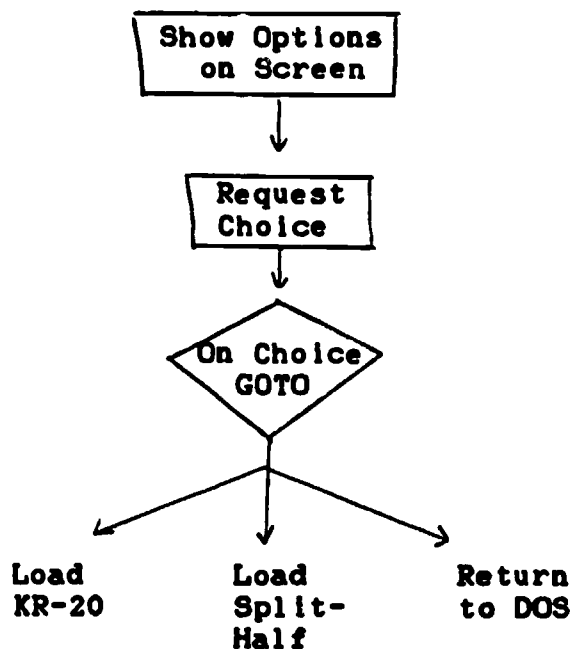 Show Options
on Screen
Request
Choice
On Choice
GOTO
Load
KR-20
Load
Split-
Half
Return
to DOS